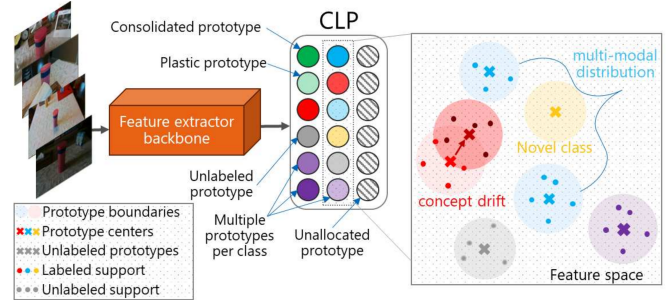 CLP
Consolidated prototype
Plastic prototype
Feature extractor
backbone
Unlabeled
prototype
Multiple
prototypes
per class
Unallocated
prototype
multi-modal
distribution
Novel class
concept drift
Feature space
Prototype boundaries
Prototype centers
Unlabeled prototypes
Labeled support
Unlabeled support